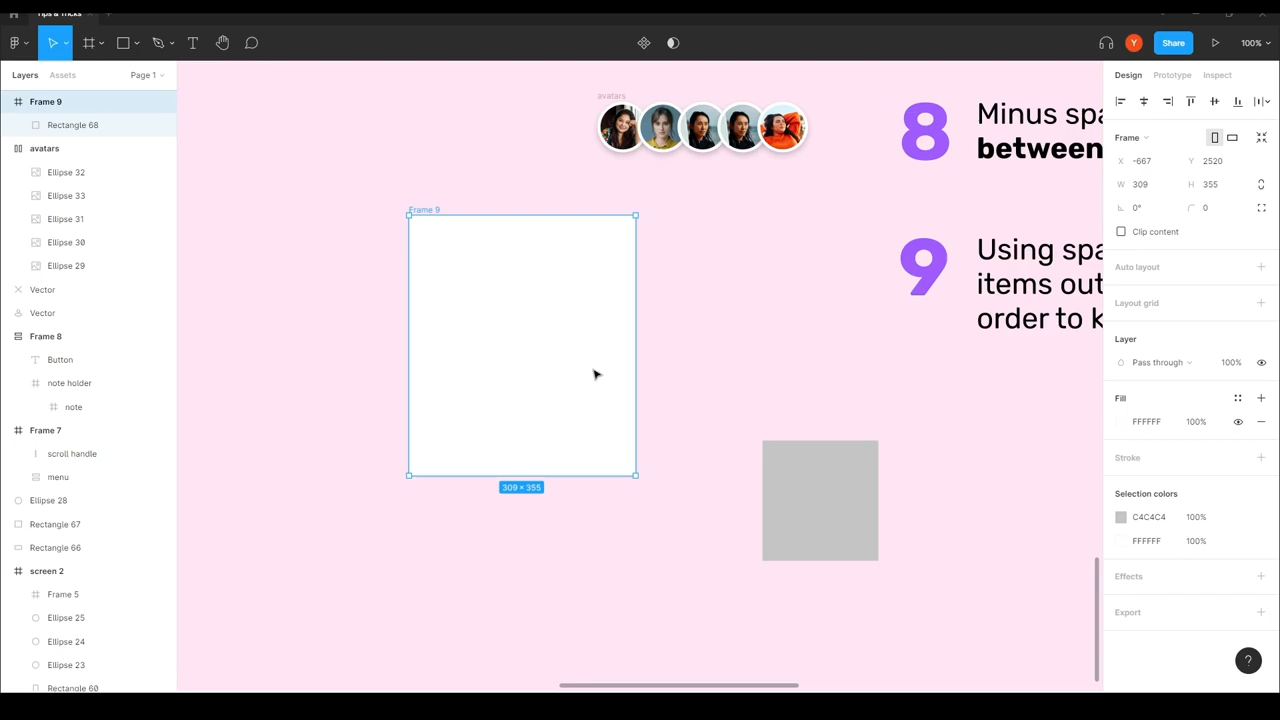 Tips & Tricks
Share
100%
Layers
Assets
Page 1
Frame 9
Rectangle 68
avatars
Ellipse 32
Ellipse 33
Ellipse 31
Ellipse 30
Ellipse 29
Vector
Vector
Frame 8
Button
note holder
note
Frame 7
scroll handle
menu
Ellipse 28
Rectangle 67
Rectangle 66
screen 2
Frame 5
Ellipse 25
Ellipse 24
Ellipse 23
Rectangle 60
avatars
Frame 9
309 × 355
8
Minus spa
between
9
Using spa
items out
order to k
Y
Design
Prototype
Inspect
Frame
X -667
Y 2520
W 309
H 355
0°
0
Clip content
Auto layout
Layout grid
Layer
Pass through
100%
Fill
FFFFFF
100%
Stroke
Selection colors
C4C4C4
100%
FFFFFF
100%
Effects
Export
?